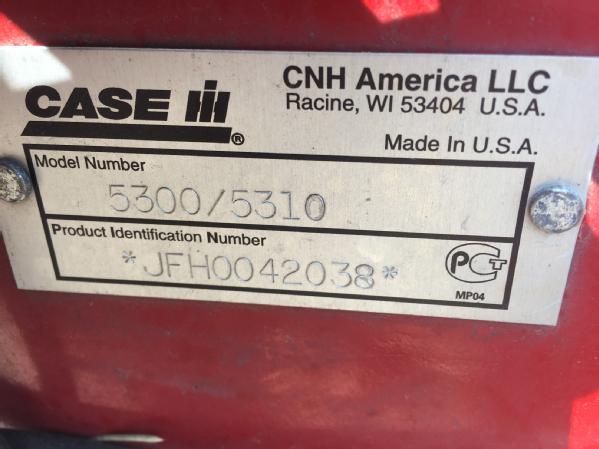 CASE IH®
CNH America LLC
Racine, WI 53404 U.S.A.
Made In U.S.A.
Model Number
5300/5310
Product Identification Number
*JFH0042038*
PCT
MP04